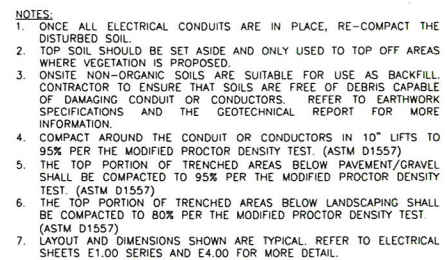 NOTES:
1. ONCE ALL ELECTRICAL CONDUITS ARE IN PLACE, RE-COMPACT THE
DISTURBED SOIL.
2. TOP SOIL SHOULD BE SET ASIDE AND ONLY USED TO TOP OFF AREAS
WHERE VEGETATION IS PROPOSED.
3. ONSITE NON-ORGANIC SOILS ARE SUITABLE FOR USE AS BACKFILL.
CONTRACTOR TO ENSURE THAT SOILS ARE FREE OF DEBRIS CAPABLE
OF DAMAGING CONDUIT OR CONDUCTORS. REFER TO EARTHWORK
SPECIFICATIONS AND THE GEOTECHNICAL REPORT FOR MORE
INFORMATION.
4. COMPACT AROUND THE CONDUIT OR CONDUCTORS IN 10" LIFTS TO
95% PER THE MODIFIED PROCTOR DENSITY TEST. (ASTM D1557)
5. THE TOP PORTION OF TRENCHED AREAS BELOW PAVEMENT/GRAVEL
SHALL BE COMPACTED TO 95% PER THE MODIFIED PROCTOR DENSITY
TEST. (ASTM D1557)
6. THE TOP PORTION OF TRENCHED AREAS BELOW LANDSCAPING SHALL
BE COMPACTED TO 80% PER THE MODIFIED PROCTOR DENSITY TEST.
(ASTM D1557)
7. LAYOUT AND DIMENSIONS SHOWN ARE TYPICAL. REFER TO ELECTRICAL
SHEETS E1.00 SERIES AND E4.00 FOR MORE DETAIL.